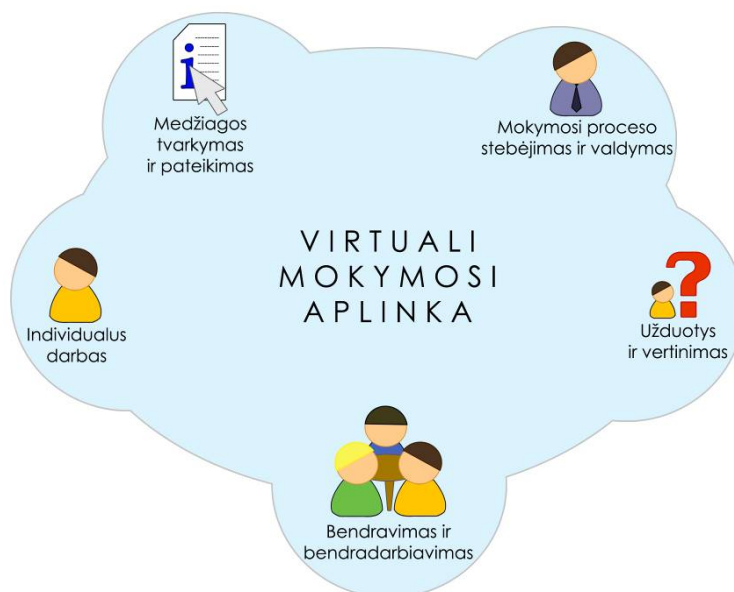 Medžiagos
tvarkymas
ir pateikimas
Mokymosi proceso
stebėjimas ir valdymas
VIRTUALI
MOKYMOSI
APLINKA
Individualus
darbas
?
Užduotys
ir vertinimas
Bendravimas ir
bendradarbiavimas